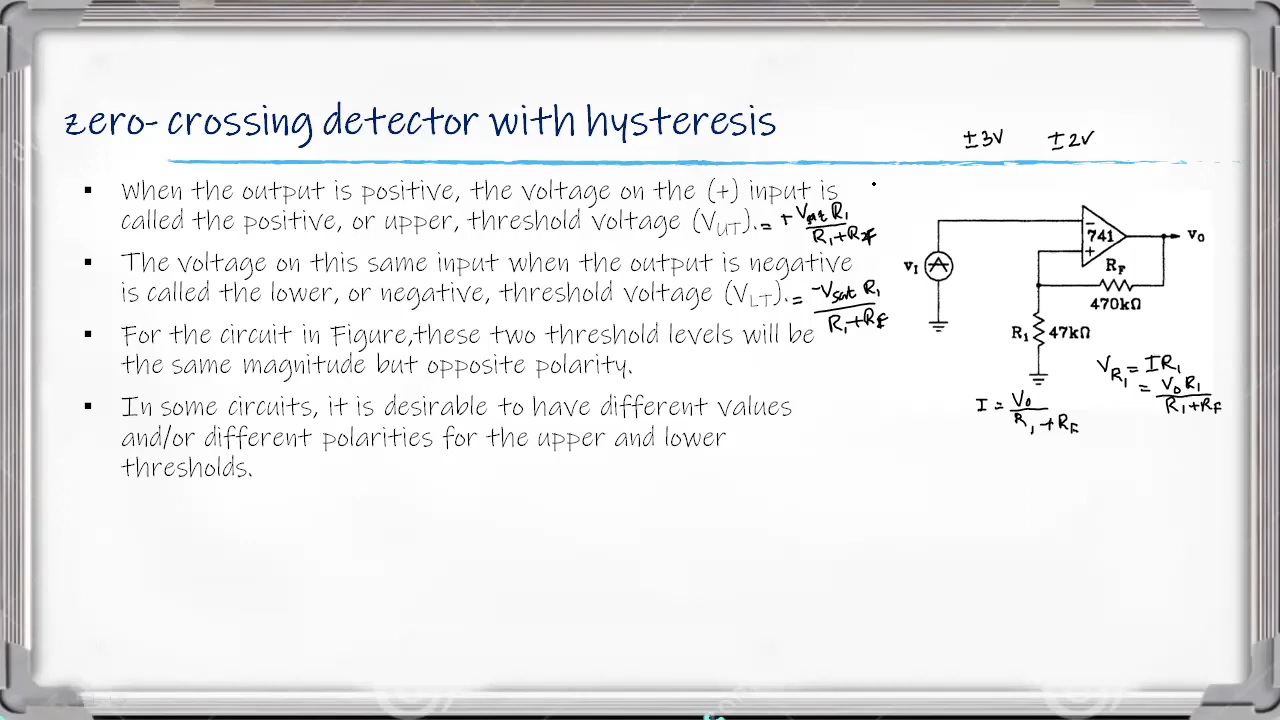 zero- crossing detector with hysteresis
±3V ±2V
▪ When the output is positive, the voltage on the (+) input is
called the positive, or upper, threshold voltage (VUT). = +Vsat R1
R1+RF
▪ The voltage on this same input when the output is negative
is called the lower, or negative, threshold voltage (VLT). = -Vsat R1
R1+RF
▪ For the circuit in Figure,these two threshold levels will be
the same magnitude but opposite polarity.
▪ In some circuits, it is desirable to have different values
and/or different polarities for the upper and lower
thresholds.
-
741
+
vo
vI
RF
470kΩ
R1 47kΩ
VR1 = IR1
= Vo R1
R1+RF
I = Vo
R1+RF